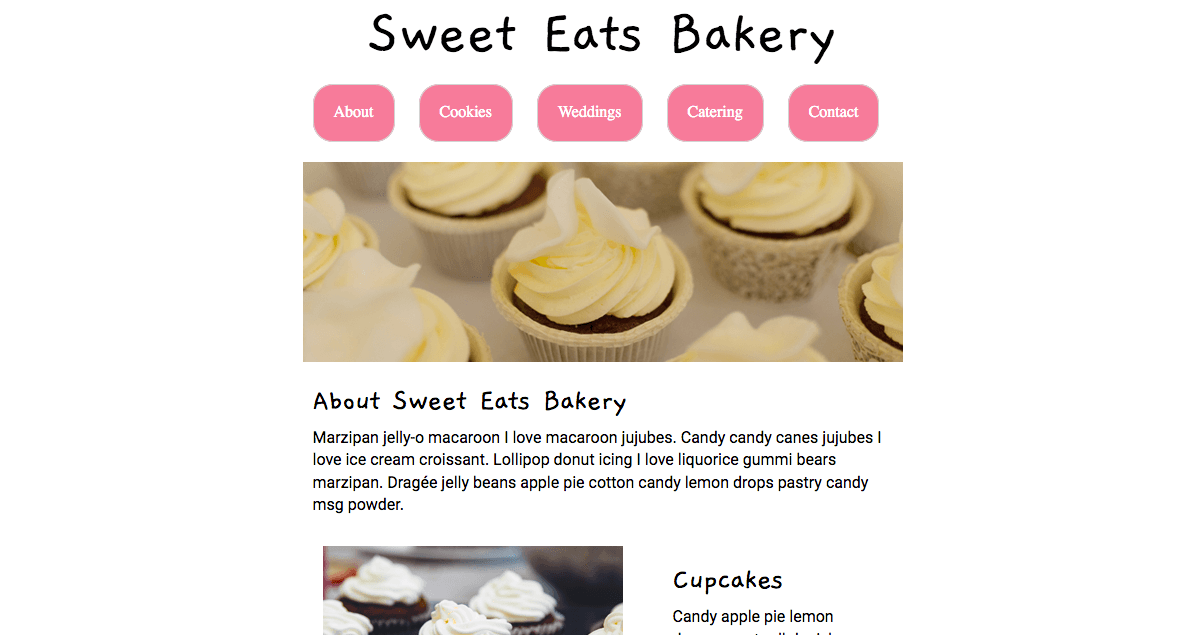 Sweet Eats Bakery
About Cookies Weddings Catering Contact
About Sweet Eats Bakery
Marzipan jelly-o macaroon I love macaroon jujubes. Candy candy canes jujubes I
love ice cream croissant. Lollipop donut icing I love liquorice gummi bears
marzipan. Dragée jelly beans apple pie cotton candy lemon drops pastry candy
msg powder.
Cupcakes
Candy apple pie lemon